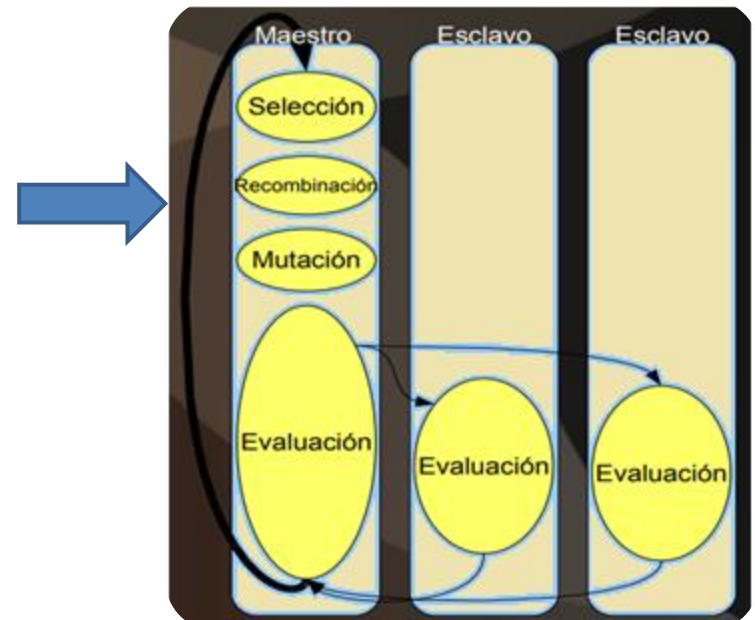 Maestro
Esclavo
Esclavo
Selección
Recombinación
Mutación
Evaluación
Evaluación
Evaluación